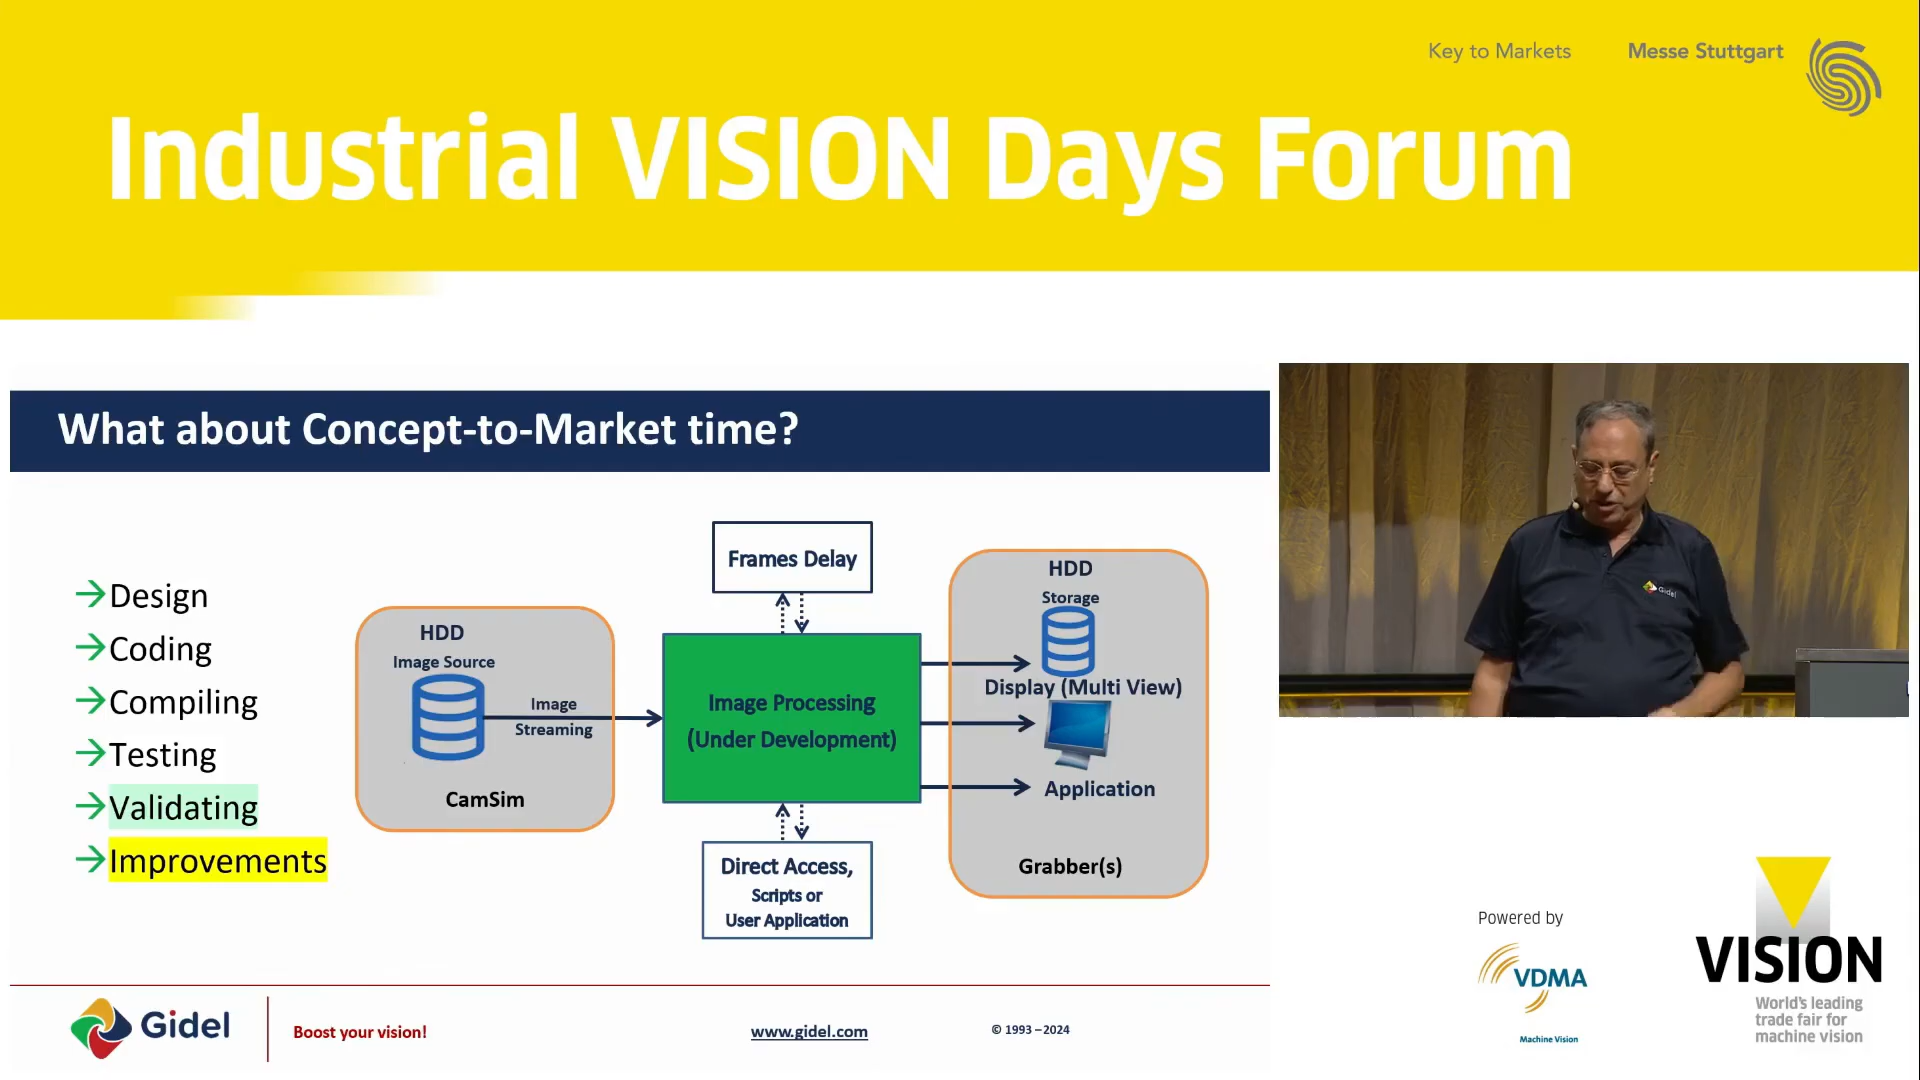 Key to Markets
Messe Stuttgart
Industrial VISION Days Forum
What about Concept-to-Market time?
Design
Coding
Compiling
Testing
Validating
Improvements
HDD
Image Source
Image
Streaming
CamSim
Frames Delay
Image Processing
(Under Development)
Direct Access,
Scripts or
User Application
HDD
Storage
Display (Multi View)
Application
Grabber(s)
Gidel
Gidel
Boost your vision!
www.gidel.com
© 1993 – 2024
Powered by
VDMA
Machine Vision
VISION
World's leading
trade fair for
machine vision